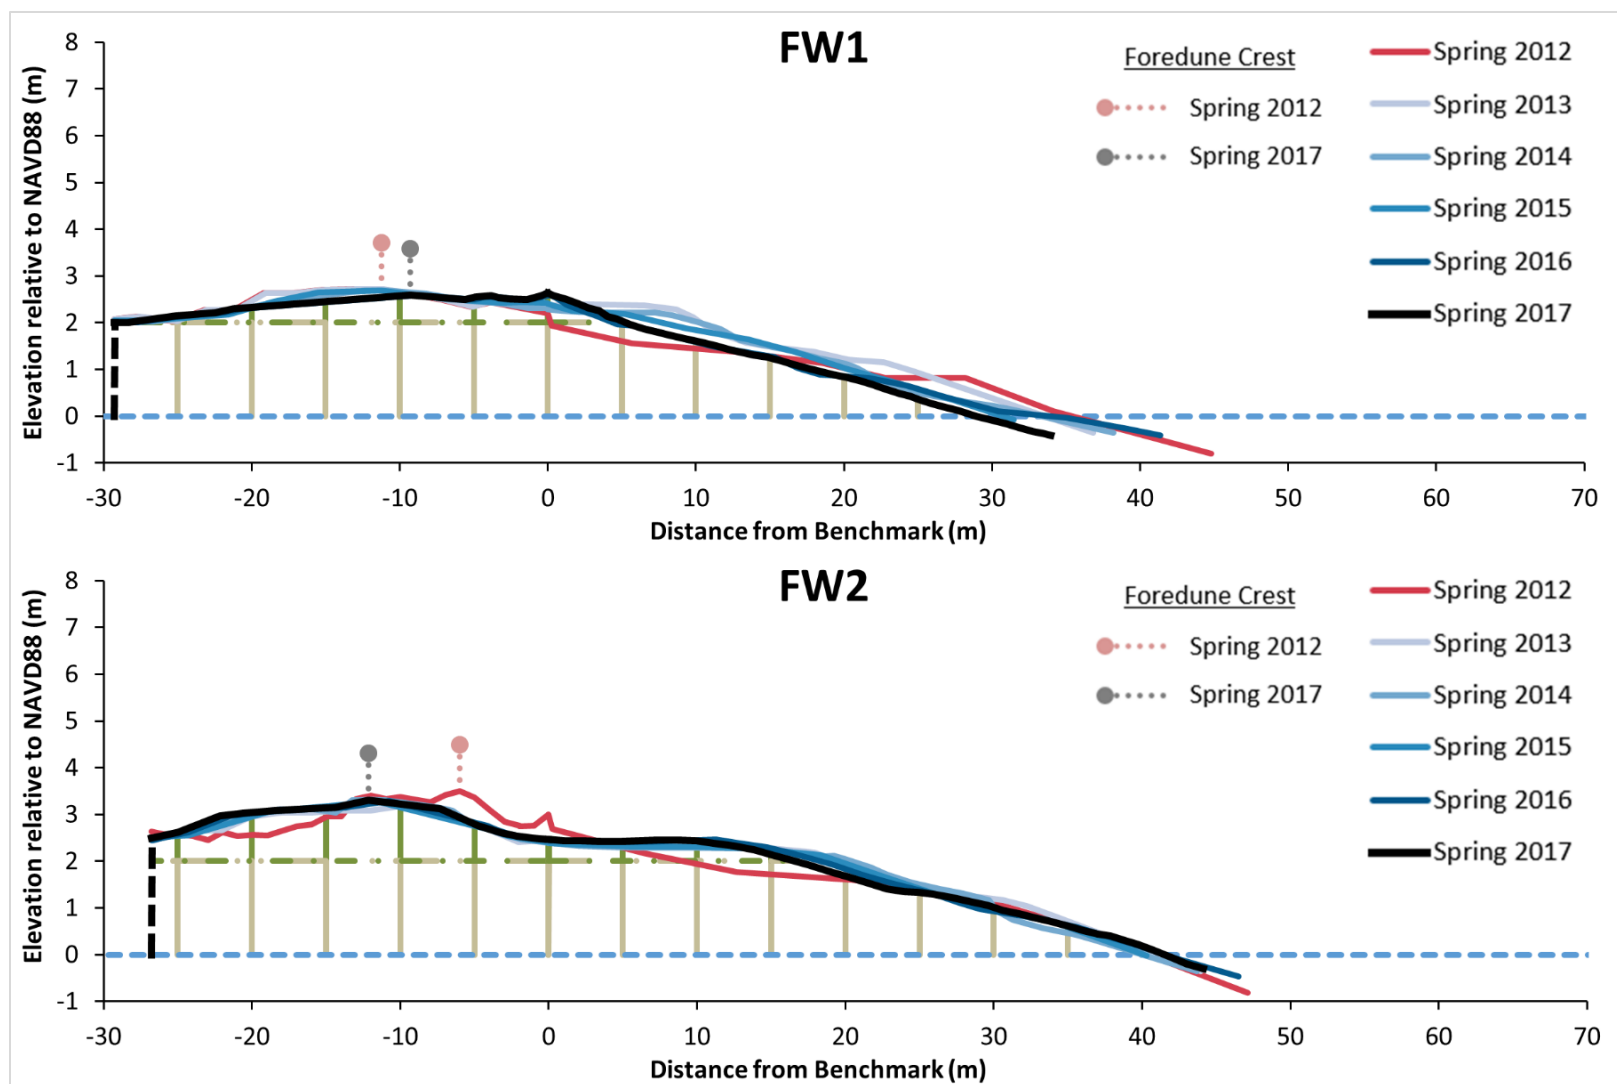 FW1
Elevation relative to NAVD88 (m)
8
7
6
5
4
3
2
1
0
-1
-30
-20
-10
0
10
20
30
40
50
60
70
Distance from Benchmark (m)
Foredune Crest
Spring 2012
Spring 2017
Spring 2012
Spring 2013
Spring 2014
Spring 2015
Spring 2016
Spring 2017
FW2
Elevation relative to NAVD88 (m)
8
7
6
5
4
3
2
1
0
-1
-30
-20
-10
0
10
20
30
40
50
60
70
Distance from Benchmark (m)
Foredune Crest
Spring 2012
Spring 2017
Spring 2012
Spring 2013
Spring 2014
Spring 2015
Spring 2016
Spring 2017